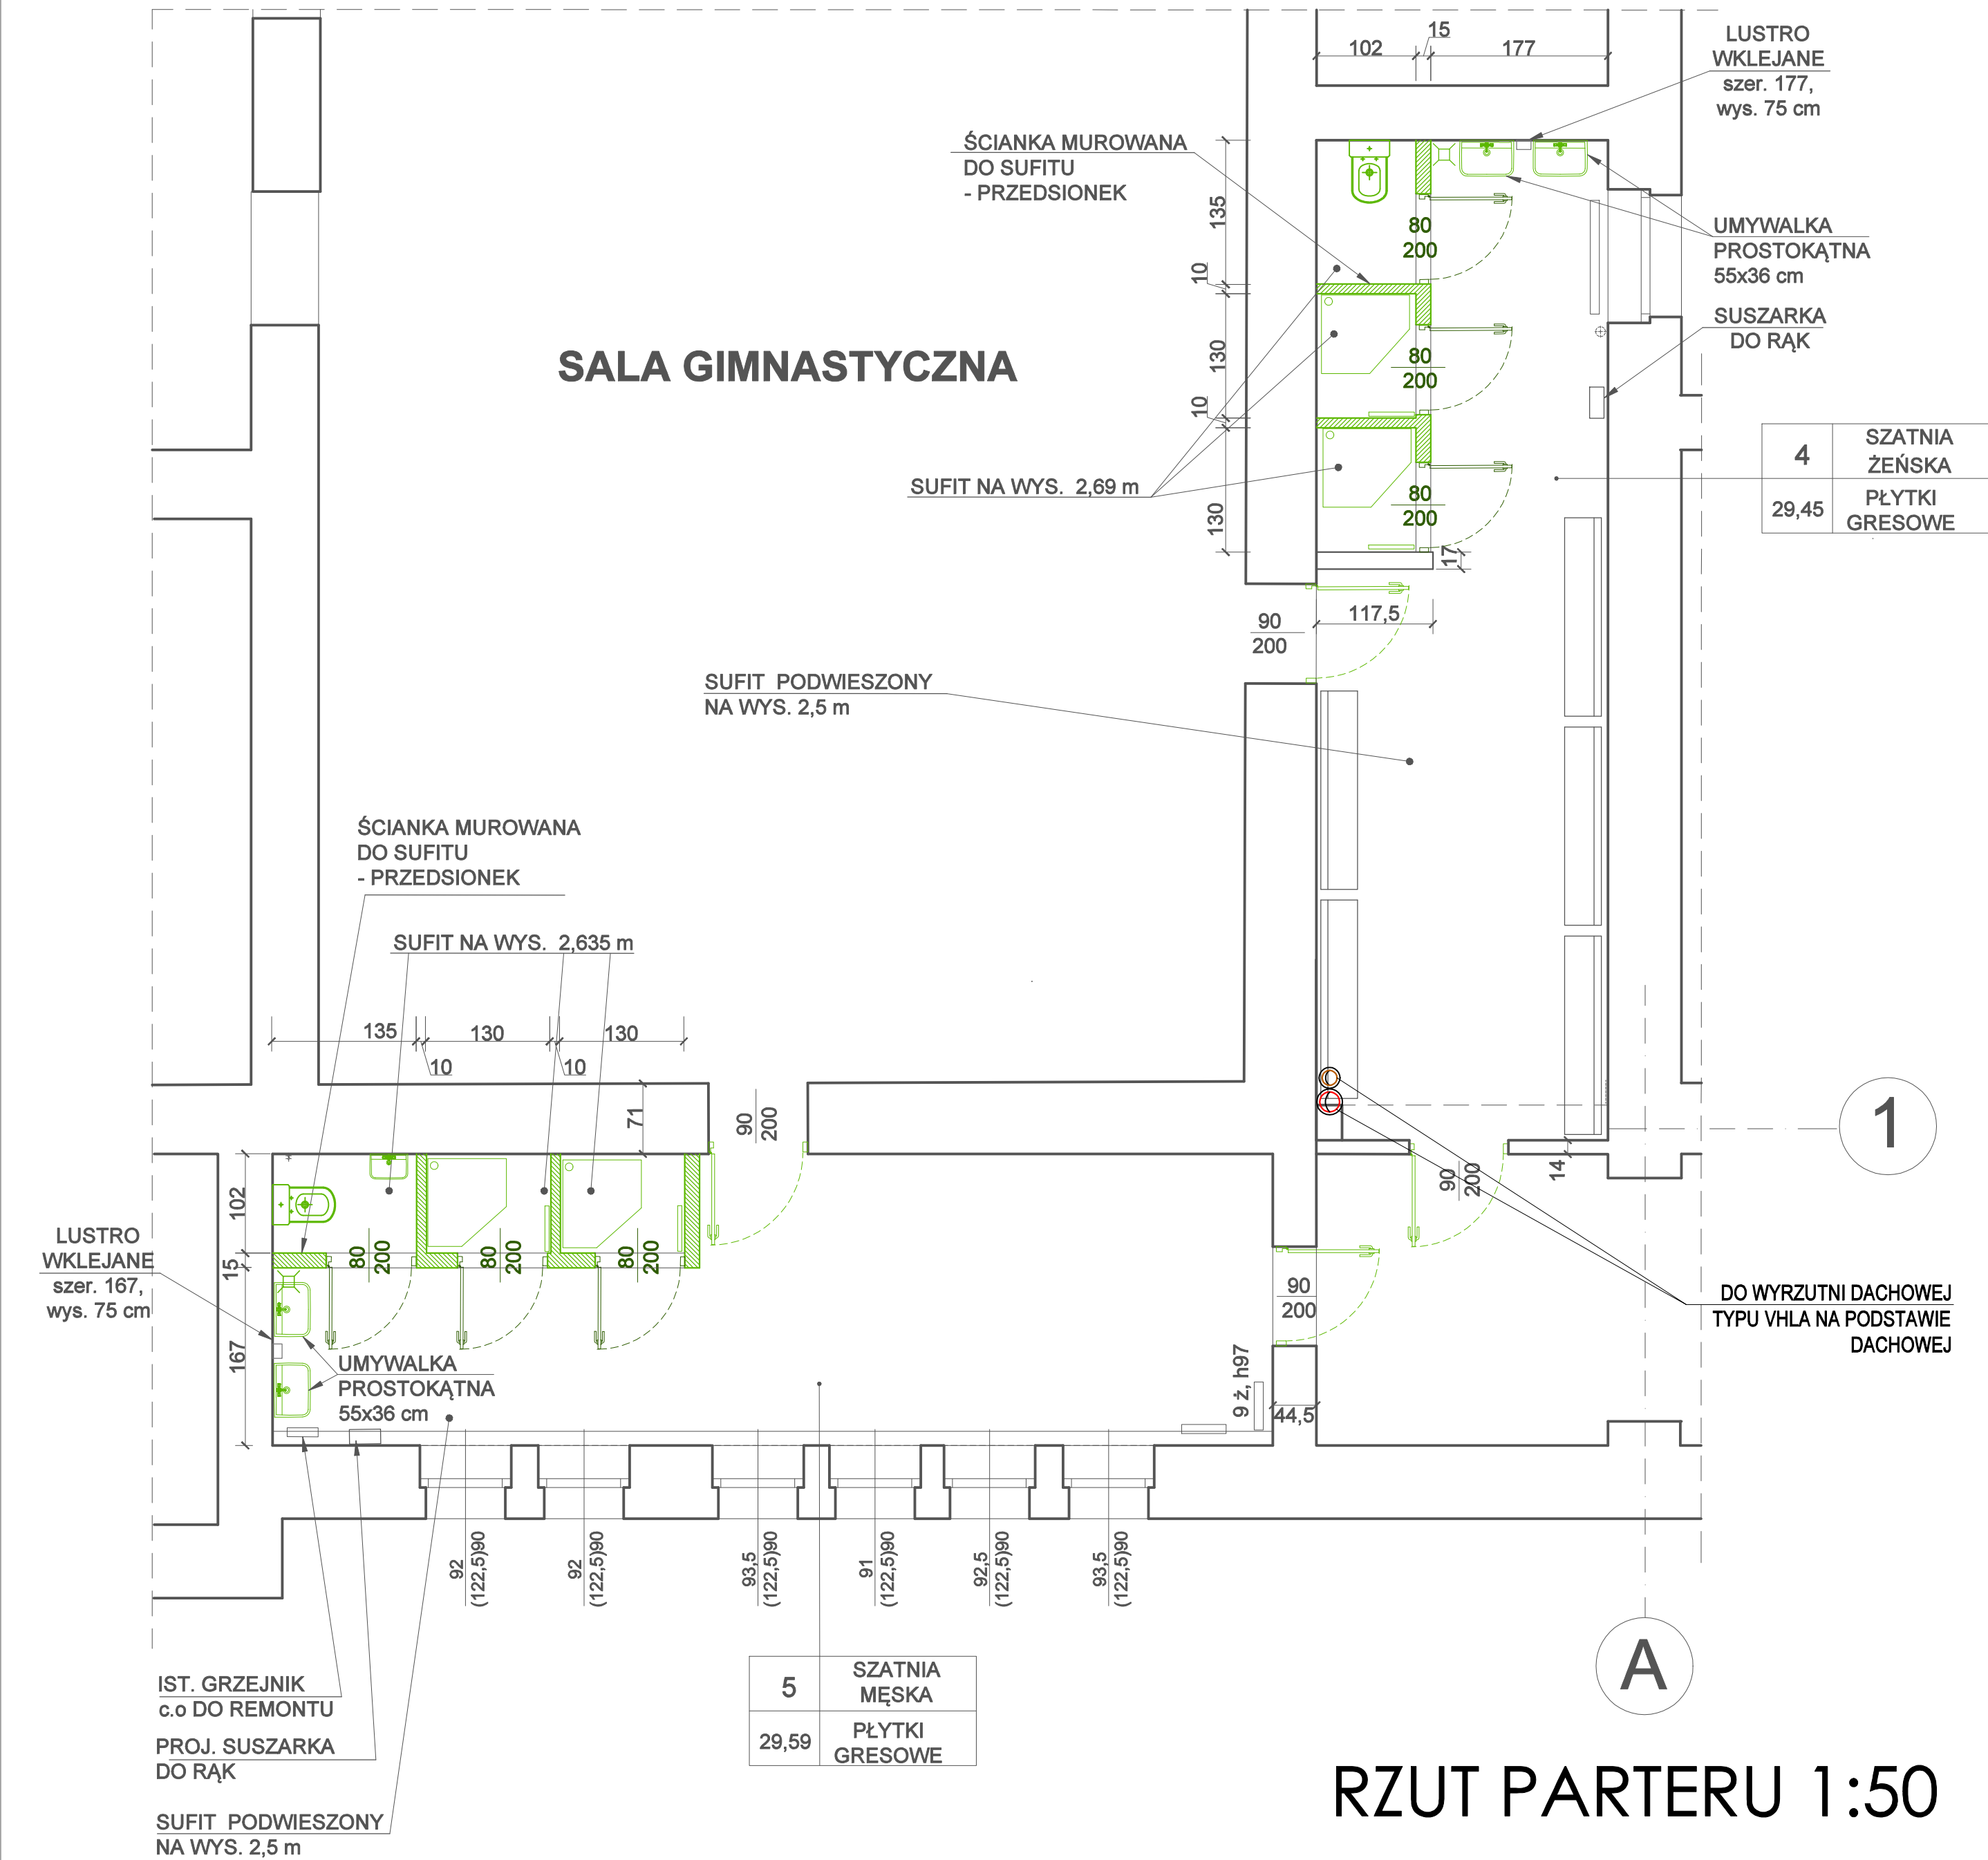 102
15
177
LUSTRO
WKLEJANE
szer. 177,
wys. 75 cm
ŚCIANKA MUROWANA
DO SUFITU
- PRZEDSIONEK
135
10
130
10
130
80
200
80
200
80
200
UMYWALKA
PROSTOKĄTNA
55x36 cm
SUSZARKA
DO RĄK
SALA GIMNASTYCZNA
SUFIT NA WYS. 2,69 m
4
SZATNIA
ŻEŃSKA
29,45
PŁYTKI
GRESOWE
17
117,5
90
200
SUFIT PODWIESZONY
NA WYS. 2,5 m
ŚCIANKA MUROWANA
DO SUFITU
- PRZEDSIONEK
SUFIT NA WYS. 2,635 m
135
130
130
10
10
71
90
200
1
14
90
200
102
15
167
80
200
80
200
80
200
LUSTRO
WKLEJANE
szer. 167,
wys. 75 cm
UMYWALKA
PROSTOKĄTNA
55x36 cm
90
200
9 ż, h97
44,5
DO WYRZUTNI DACHOWEJ
TYPU VHLA NA PODSTAWIE
DACHOWEJ
92
(122,5)90
92
(122,5)90
93,5
(122,5)90
91
(122,5)90
92,5
(122,5)90
93,5
(122,5)90
A
IST. GRZEJNIK
c.o DO REMONTU
PROJ. SUSZARKA
DO RĄK
SUFIT PODWIESZONY
NA WYS. 2,5 m
5
SZATNIA
MĘSKA
29,59
PŁYTKI
GRESOWE
RZUT PARTERU 1:50